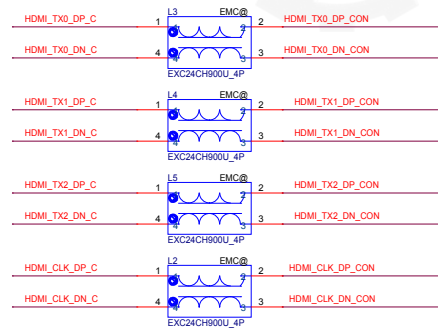 L3 EMC@
HDMI_TX0_DP_C 1 2 HDMI_TX0_DP_CON
HDMI_TX0_DN_C 4 3 HDMI_TX0_DN_CON
EXC24CH900U_4P
L4 EMC@
HDMI_TX1_DP_C 1 2 HDMI_TX1_DP_CON
HDMI_TX1_DN_C 4 3 HDMI_TX1_DN_CON
EXC24CH900U_4P
L5 EMC@
HDMI_TX2_DP_C 1 2 HDMI_TX2_DP_CON
HDMI_TX2_DN_C 4 3 HDMI_TX2_DN_CON
EXC24CH900U_4P
L2 EMC@
HDMI_CLK_DP_C 1 2 HDMI_CLK_DP_CON
HDMI_CLK_DN_C 4 3 HDMI_CLK_DN_CON
EXC24CH900U_4P